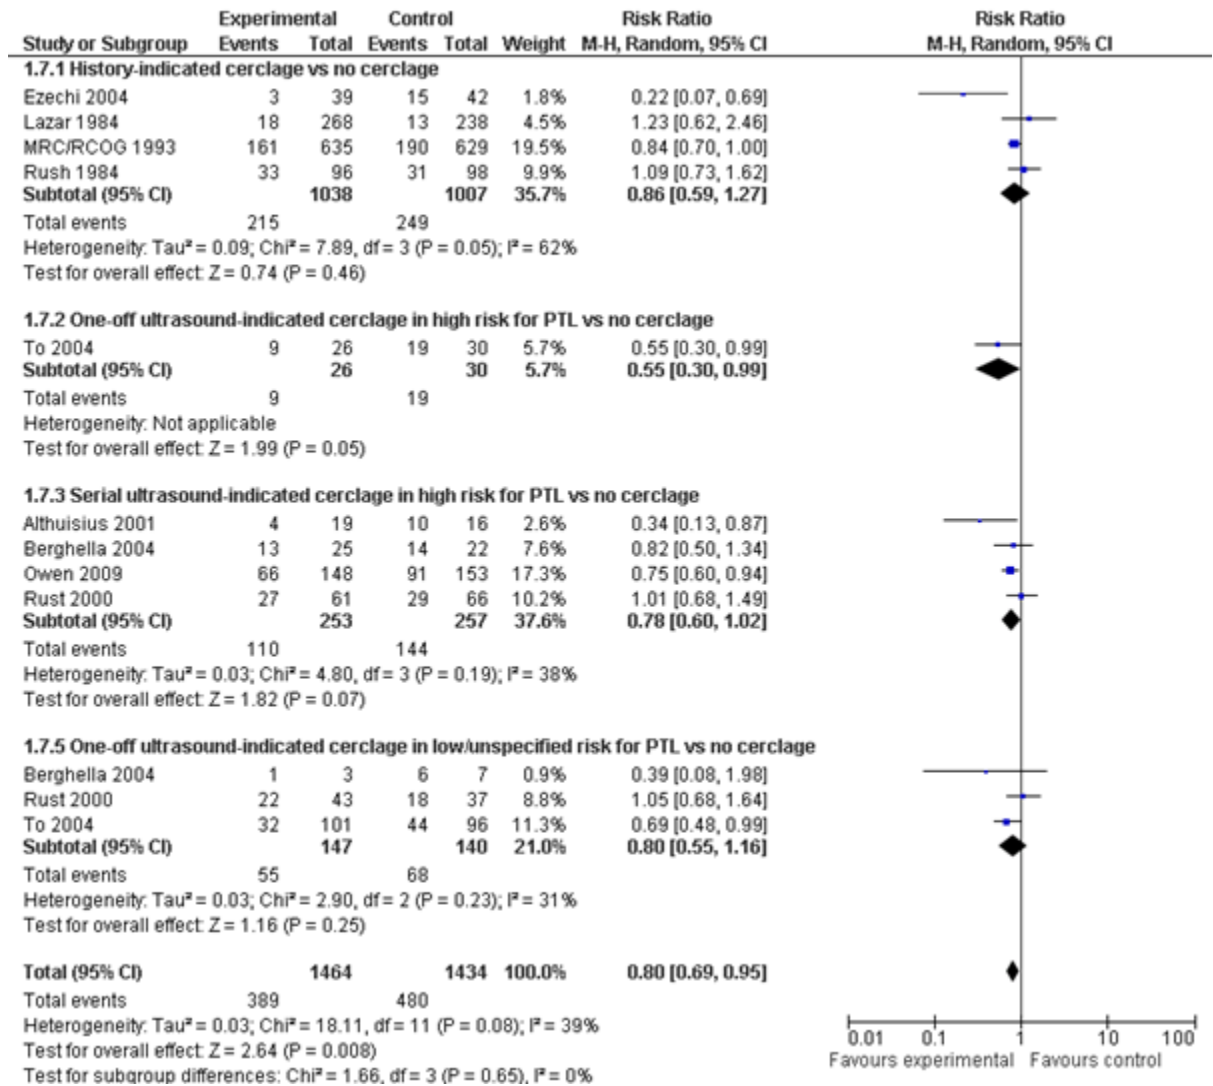 Experimental Control Risk Ratio Risk Ratio
Study or Subgroup Events Total Events Total Weight M-H, Random, 95% CI M-H, Random, 95% CI
1.7.1 History-indicated cerclage vs no cerclage
Ezechi 2004 3 39 15 42 1.8% 0.22 [0.07, 0.69]
Lazar 1984 18 268 13 238 4.5% 1.23 [0.62, 2.46]
MRC/RCOG 1993 161 635 190 629 19.5% 0.84 [0.70, 1.00]
Rush 1984 33 96 31 98 9.9% 1.09 [0.73, 1.62]
Subtotal (95% CI) 1038 1007 35.7% 0.86 [0.59, 1.27]
Total events 215 249
Heterogeneity: Tau² = 0.09; Chi² = 7.89, df = 3 (P = 0.05); I² = 62%
Test for overall effect: Z = 0.74 (P = 0.46)
1.7.2 One-off ultrasound-indicated cerclage in high risk for PTL vs no cerclage
To 2004 9 26 19 30 5.7% 0.55 [0.30, 0.99]
Subtotal (95% CI) 26 30 5.7% 0.55 [0.30, 0.99]
Total events 9 19
Heterogeneity: Not applicable
Test for overall effect: Z = 1.99 (P = 0.05)
1.7.3 Serial ultrasound-indicated cerclage in high risk for PTL vs no cerclage
Althuisius 2001 4 19 10 16 2.6% 0.34 [0.13, 0.87]
Berghella 2004 13 25 14 22 7.6% 0.82 [0.50, 1.34]
Owen 2009 66 148 91 153 17.3% 0.75 [0.60, 0.94]
Rust 2000 27 61 29 66 10.2% 1.01 [0.68, 1.49]
Subtotal (95% CI) 253 257 37.6% 0.78 [0.60, 1.02]
Total events 110 144
Heterogeneity: Tau² = 0.03; Chi² = 4.80, df = 3 (P = 0.19); I² = 38%
Test for overall effect: Z = 1.82 (P = 0.07)
1.7.5 One-off ultrasound-indicated cerclage in low/unspecified risk for PTL vs no cerclage
Berghella 2004 1 3 6 7 0.9% 0.39 [0.08, 1.98]
Rust 2000 22 43 18 37 8.8% 1.05 [0.68, 1.64]
To 2004 32 101 44 96 11.3% 0.69 [0.48, 0.99]
Subtotal (95% CI) 147 140 21.0% 0.80 [0.55, 1.16]
Total events 55 68
Heterogeneity: Tau² = 0.03; Chi² = 2.90, df = 2 (P = 0.23); I² = 31%
Test for overall effect: Z = 1.16 (P = 0.25)
Total (95% CI) 1464 1434 100.0% 0.80 [0.69, 0.95]
Total events 389 480
Heterogeneity: Tau² = 0.03; Chi² = 18.11, df = 11 (P = 0.08); I² = 39%
Test for overall effect: Z = 2.64 (P = 0.008)
Test for subgroup differences: Chi² = 1.66, df = 3 (P = 0.65), I² = 0%
0.01 0.1 1 10 100
Favours experimental Favours control